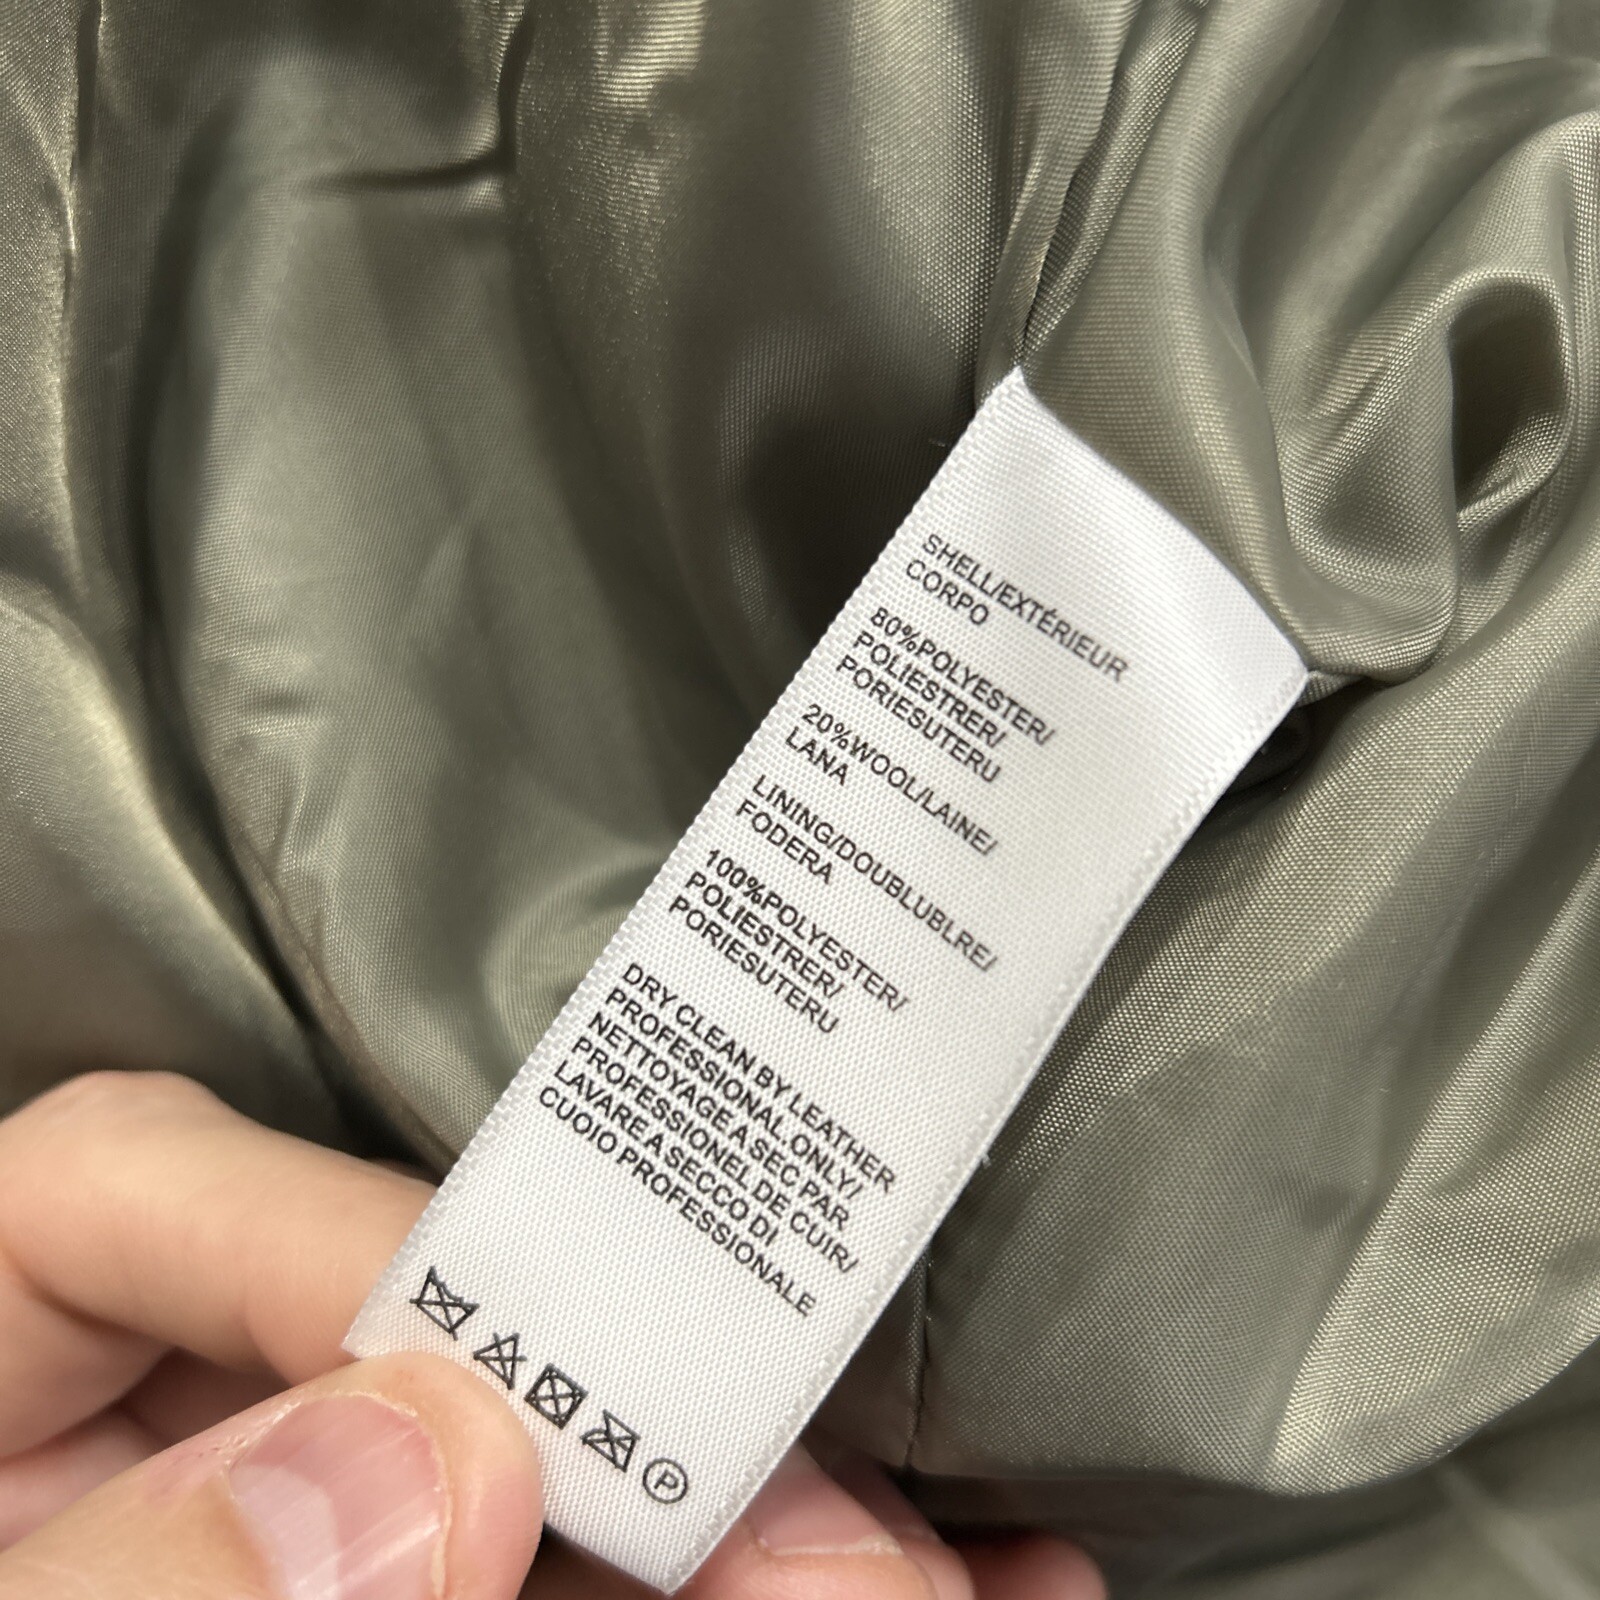 SHELL/EXTÉRIEUR
CORPO
80%POLYESTER/
POLIESTRER/
PORIESUTERU
20%WOOL/LAINE/
LANA
LINING/DOUBLUBLRE/
FODERA
100%POLYESTER/
POLIESTRER/
PORIESUTERU
DRY CLEAN BY LEATHER
PROFESSIONAL ONLY/
NETTOYAGE A SEC PAR
PROFESSIONEL DE CUIR/
LAVARE A SECCO DI
CUOIO PROFESSIONALE
P